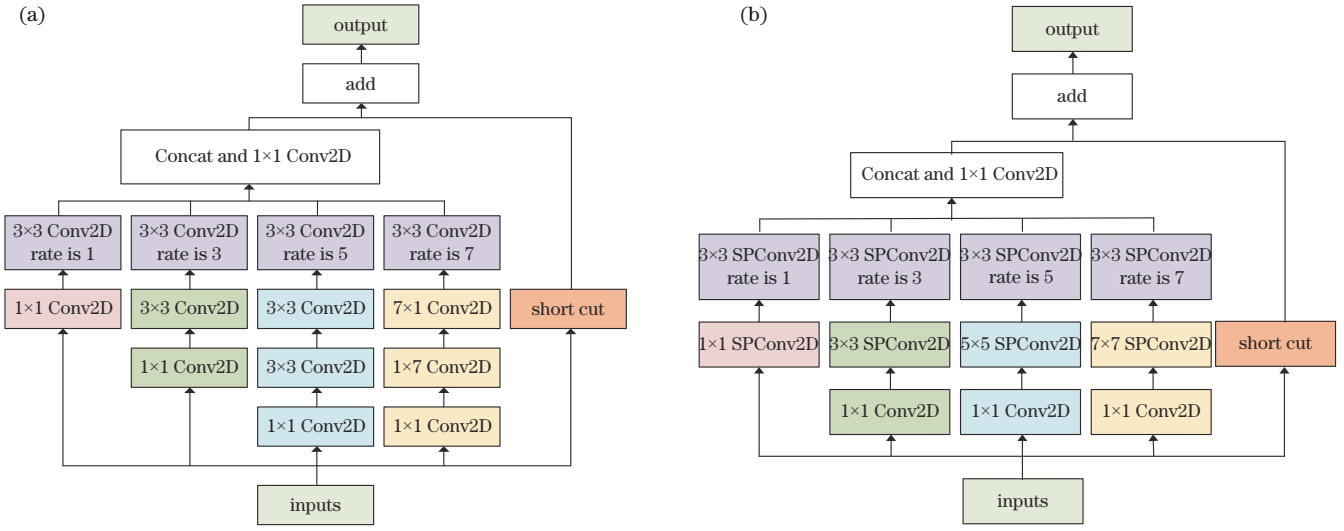 (a)
output
add
Concat and 1×1 Conv2D
3×3 Conv2D
rate is 1
3×3 Conv2D
rate is 3
3×3 Conv2D
rate is 5
3×3 Conv2D
rate is 7
1×1 Conv2D
3×3 Conv2D
3×3 Conv2D
7×1 Conv2D
short cut
1×1 Conv2D
3×3 Conv2D
1×7 Conv2D
1×1 Conv2D
1×1 Conv2D
inputs
(b)
output
add
Concat and 1×1 Conv2D
3×3 SPConv2D
rate is 1
3×3 SPConv2D
rate is 3
3×3 SPConv2D
rate is 5
3×3 SPConv2D
rate is 7
1×1 SPConv2D
3×3 SPConv2D
5×5 SPConv2D
7×7 SPConv2D
short cut
1×1 Conv2D
1×1 Conv2D
1×1 Conv2D
inputs